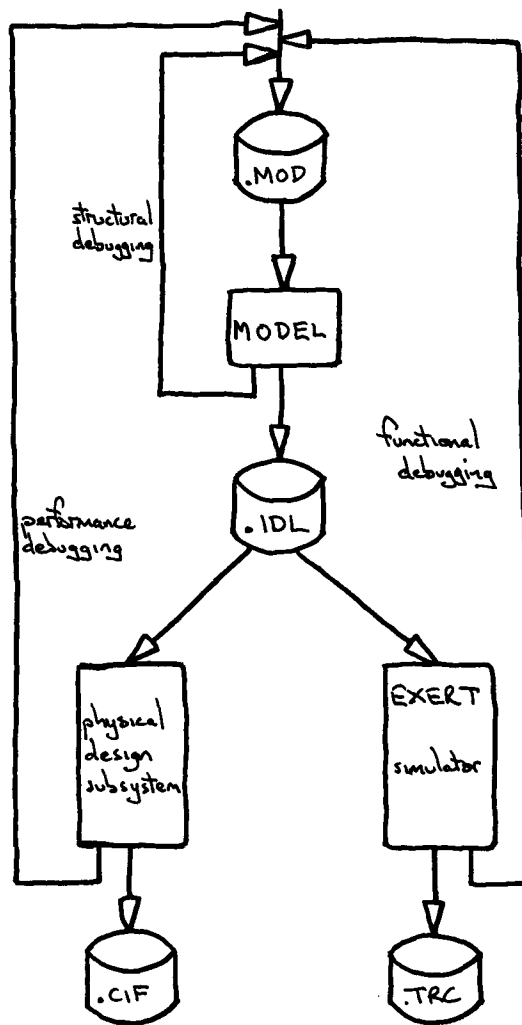 .MOD
structural
debugging
MODEL
functional
debugging
.IDL
performance
debugging
physical
design
subsystem
EXERT
simulator
.CIF
.TRC